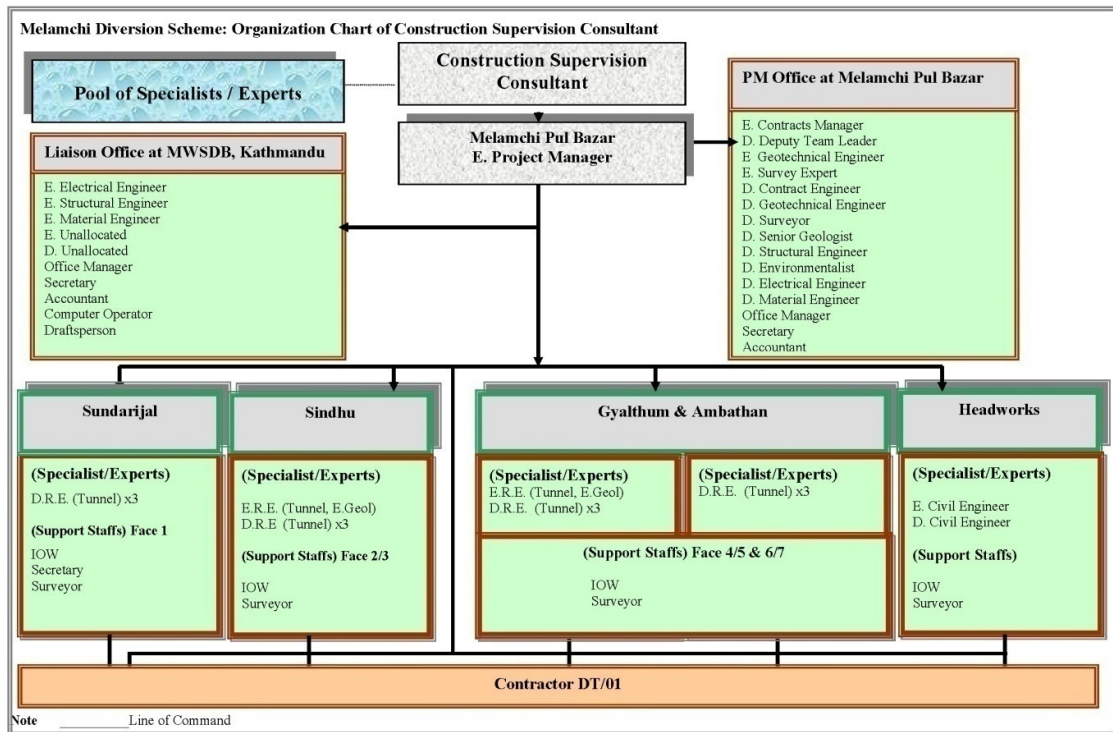 Melamchi Diversion Scheme: Organization Chart of Construction Supervision Consultant
Pool of Specialists / Experts
Construction Supervision
Consultant
Melamchi Pul Bazar
E. Project Manager
PM Office at Melamchi Pul Bazar
E. Contracts Manager
D. Deputy Team Leader
E Geotechnical Engineer
E. Survey Expert
D. Contract Engineer
D. Geotechnical Engineer
D. Surveyor
D. Senior Geologist
D. Structural Engineer
D. Environmentalist
D. Electrical Engineer
D. Material Engineer
Office Manager
Secretary
Accountant
Liaison Office at MWSDB, Kathmandu
E. Electrical Engineer
E. Structural Engineer
E. Material Engineer
E. Unallocated
D. Unallocated
Office Manager
Secretary
Accountant
Computer Operator
Draftsperson
Sundarijal
(Specialist/Experts)
D.R.E. (Tunnel) x3
(Support Staffs) Face 1
IOW
Secretary
Surveyor
Sindhu
(Specialist/Experts)
E.R.E. (Tunnel, E.Geol)
D.R.E (Tunnel) x3
(Support Staffs) Face 2/3
IOW
Surveyor
Gyalthum & Ambathan
(Specialist/Experts)
E.R.E. (Tunnel, E.Geol)
D.R.E. (Tunnel) x3
(Specialist/Experts)
D.R.E. (Tunnel) x3
(Support Staffs) Face 4/5 & 6/7
IOW
Surveyor
Headworks
(Specialist/Experts)
E. Civil Engineer
D. Civil Engineer
(Support Staffs)
IOW
Surveyor
Contractor DT/01
Note __________Line of Command